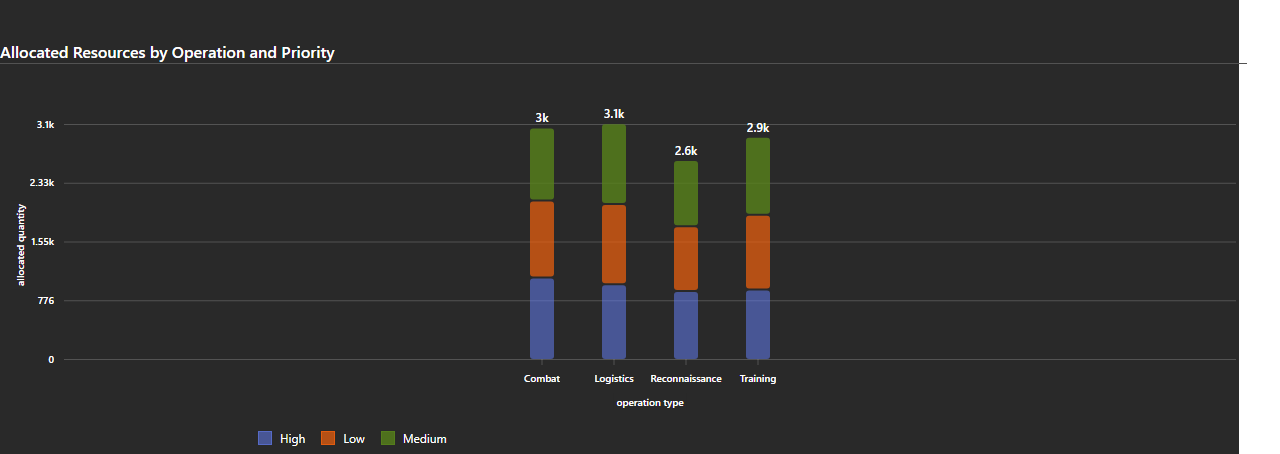 Allocated Resources by Operation and Priority
3k
3.1k
2.6k
2.9k
3.1k
2.33k
1.55k
776
0
allocated quantity
Combat Logistics Reconnaissance Training
operation type
High Low Medium